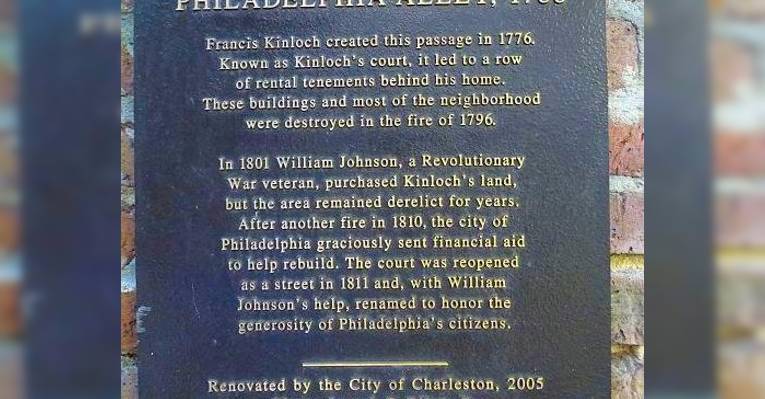 PHILADELPHIA ALLEY,
Francis Kinloch created this passage in 1776.
Known as Kinloch's court, it led to a row
of rental tenements behind his home.
These buildings and most of the neighborhood
were destroyed in the fire of 1796.
In 1801 William Johnson, a Revolutionary
War veteran, purchased Kinloch's land,
but the area remained derelict for years.
After another fire in 1810, the city of
Philadelphia graciously sent financial aid
to help rebuild. The court was reopened
as a street in 1811 and, with William
Johnson's help, renamed to honor the
generosity of Philadelphia's citizens.
Renovated by the City of Charleston, 2005